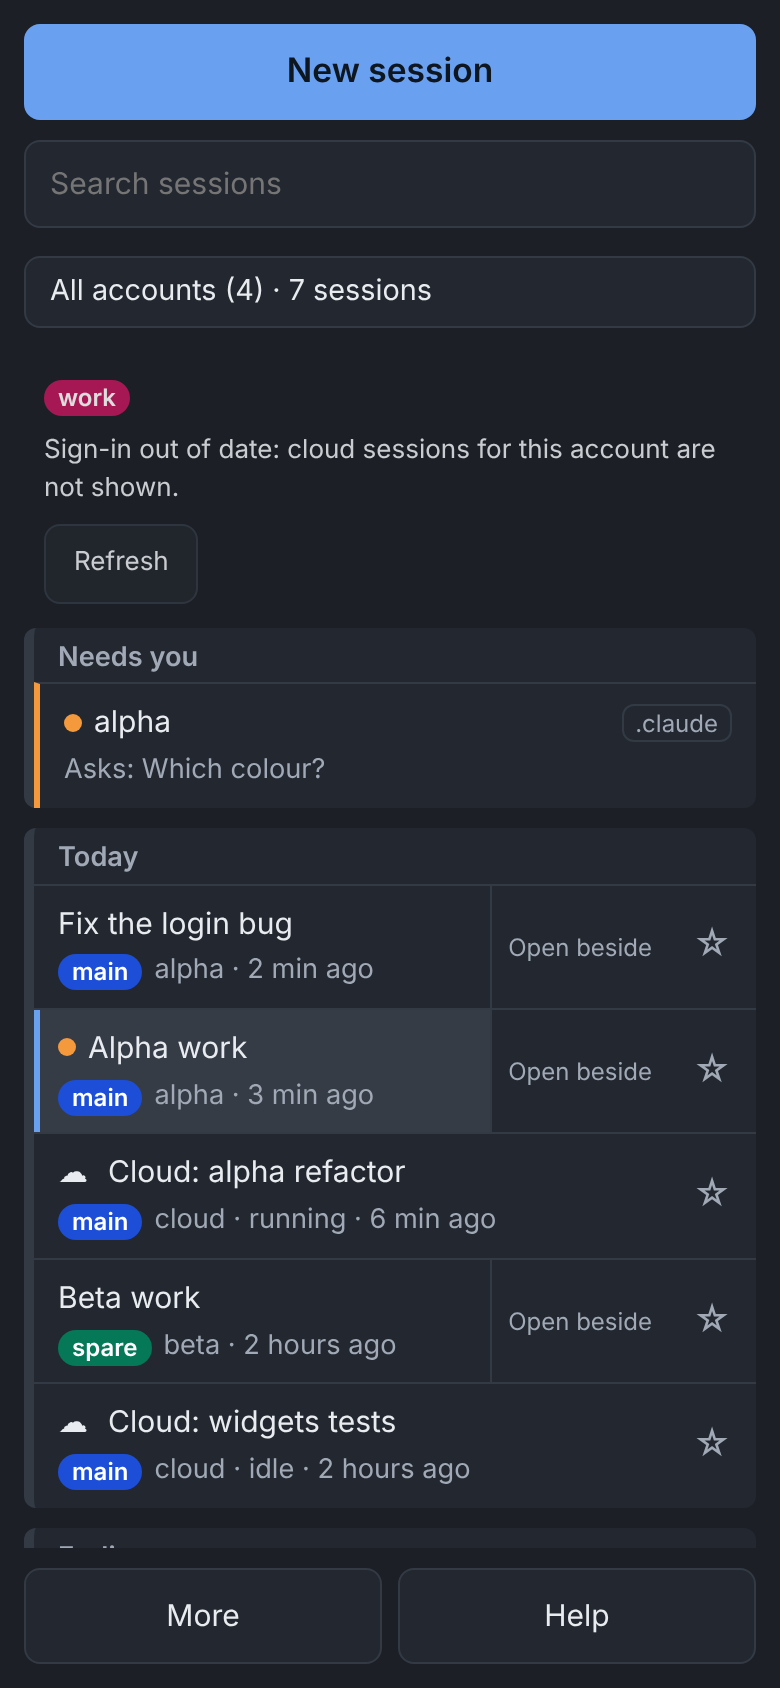 New session
Search sessions
All accounts (4) · 7 sessions
work
Sign-in out of date: cloud sessions for this account are
not shown.
Refresh
Needs you
alpha .claude
Asks: Which colour?
Today
Fix the login bug
main alpha · 2 min ago Open beside ☆
Alpha work
main alpha · 3 min ago Open beside ☆
☁ Cloud: alpha refactor
main cloud · running · 6 min ago ☆
Beta work
spare beta · 2 hours ago Open beside ☆
☁ Cloud: widgets tests
main cloud · idle · 2 hours ago ☆
More Help